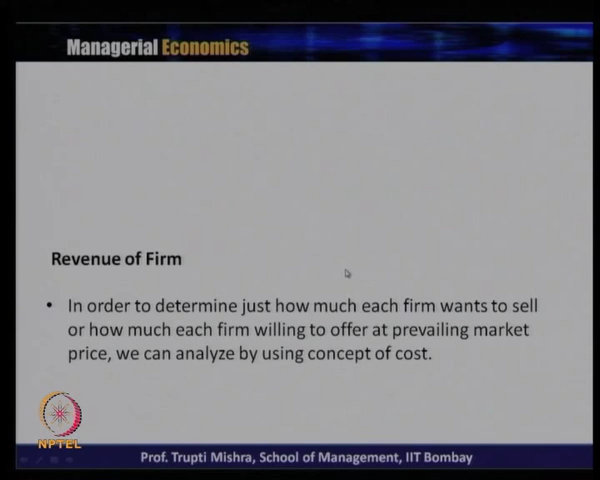 Managerial Economics
Revenue of Firm
• In order to determine just how much each firm wants to sell
or how much each firm willing to offer at prevailing market
price, we can analyze by using concept of cost.
NPTEL
Prof. Trupti Mishra, School of Management, IIT Bombay